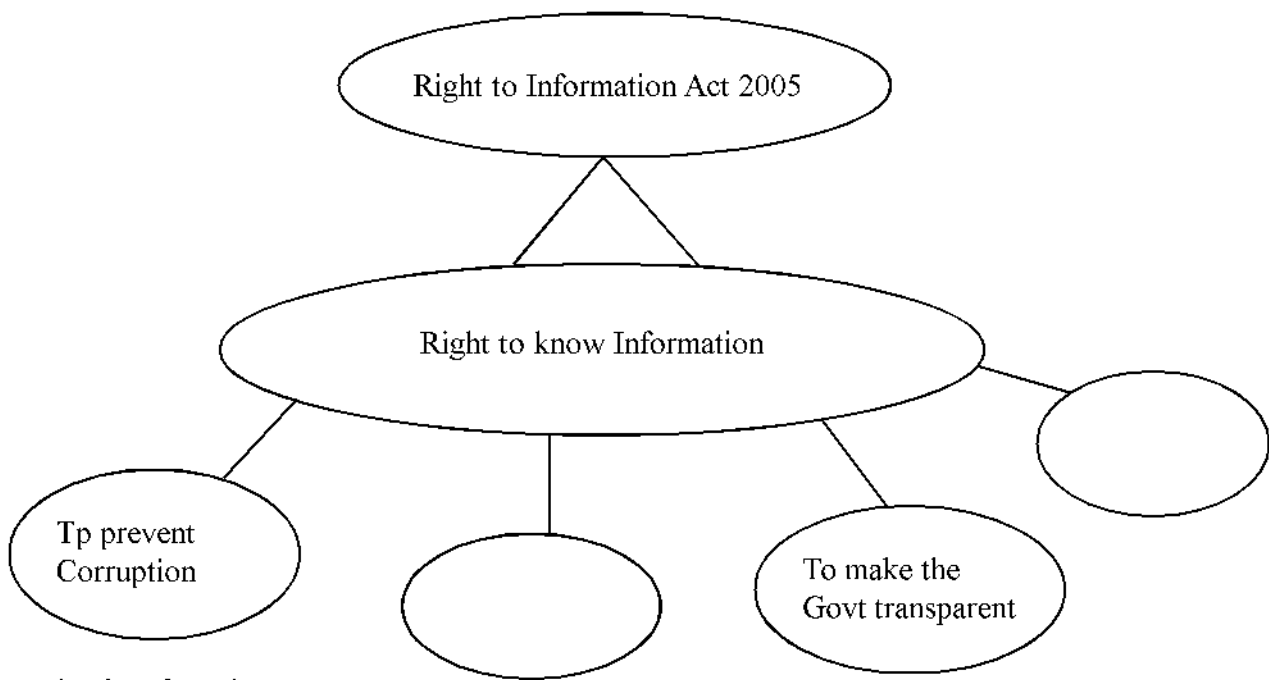 Right to Information Act 2005
Right to know Information
Tp prevent
Corruption
To make the
Govt transparent